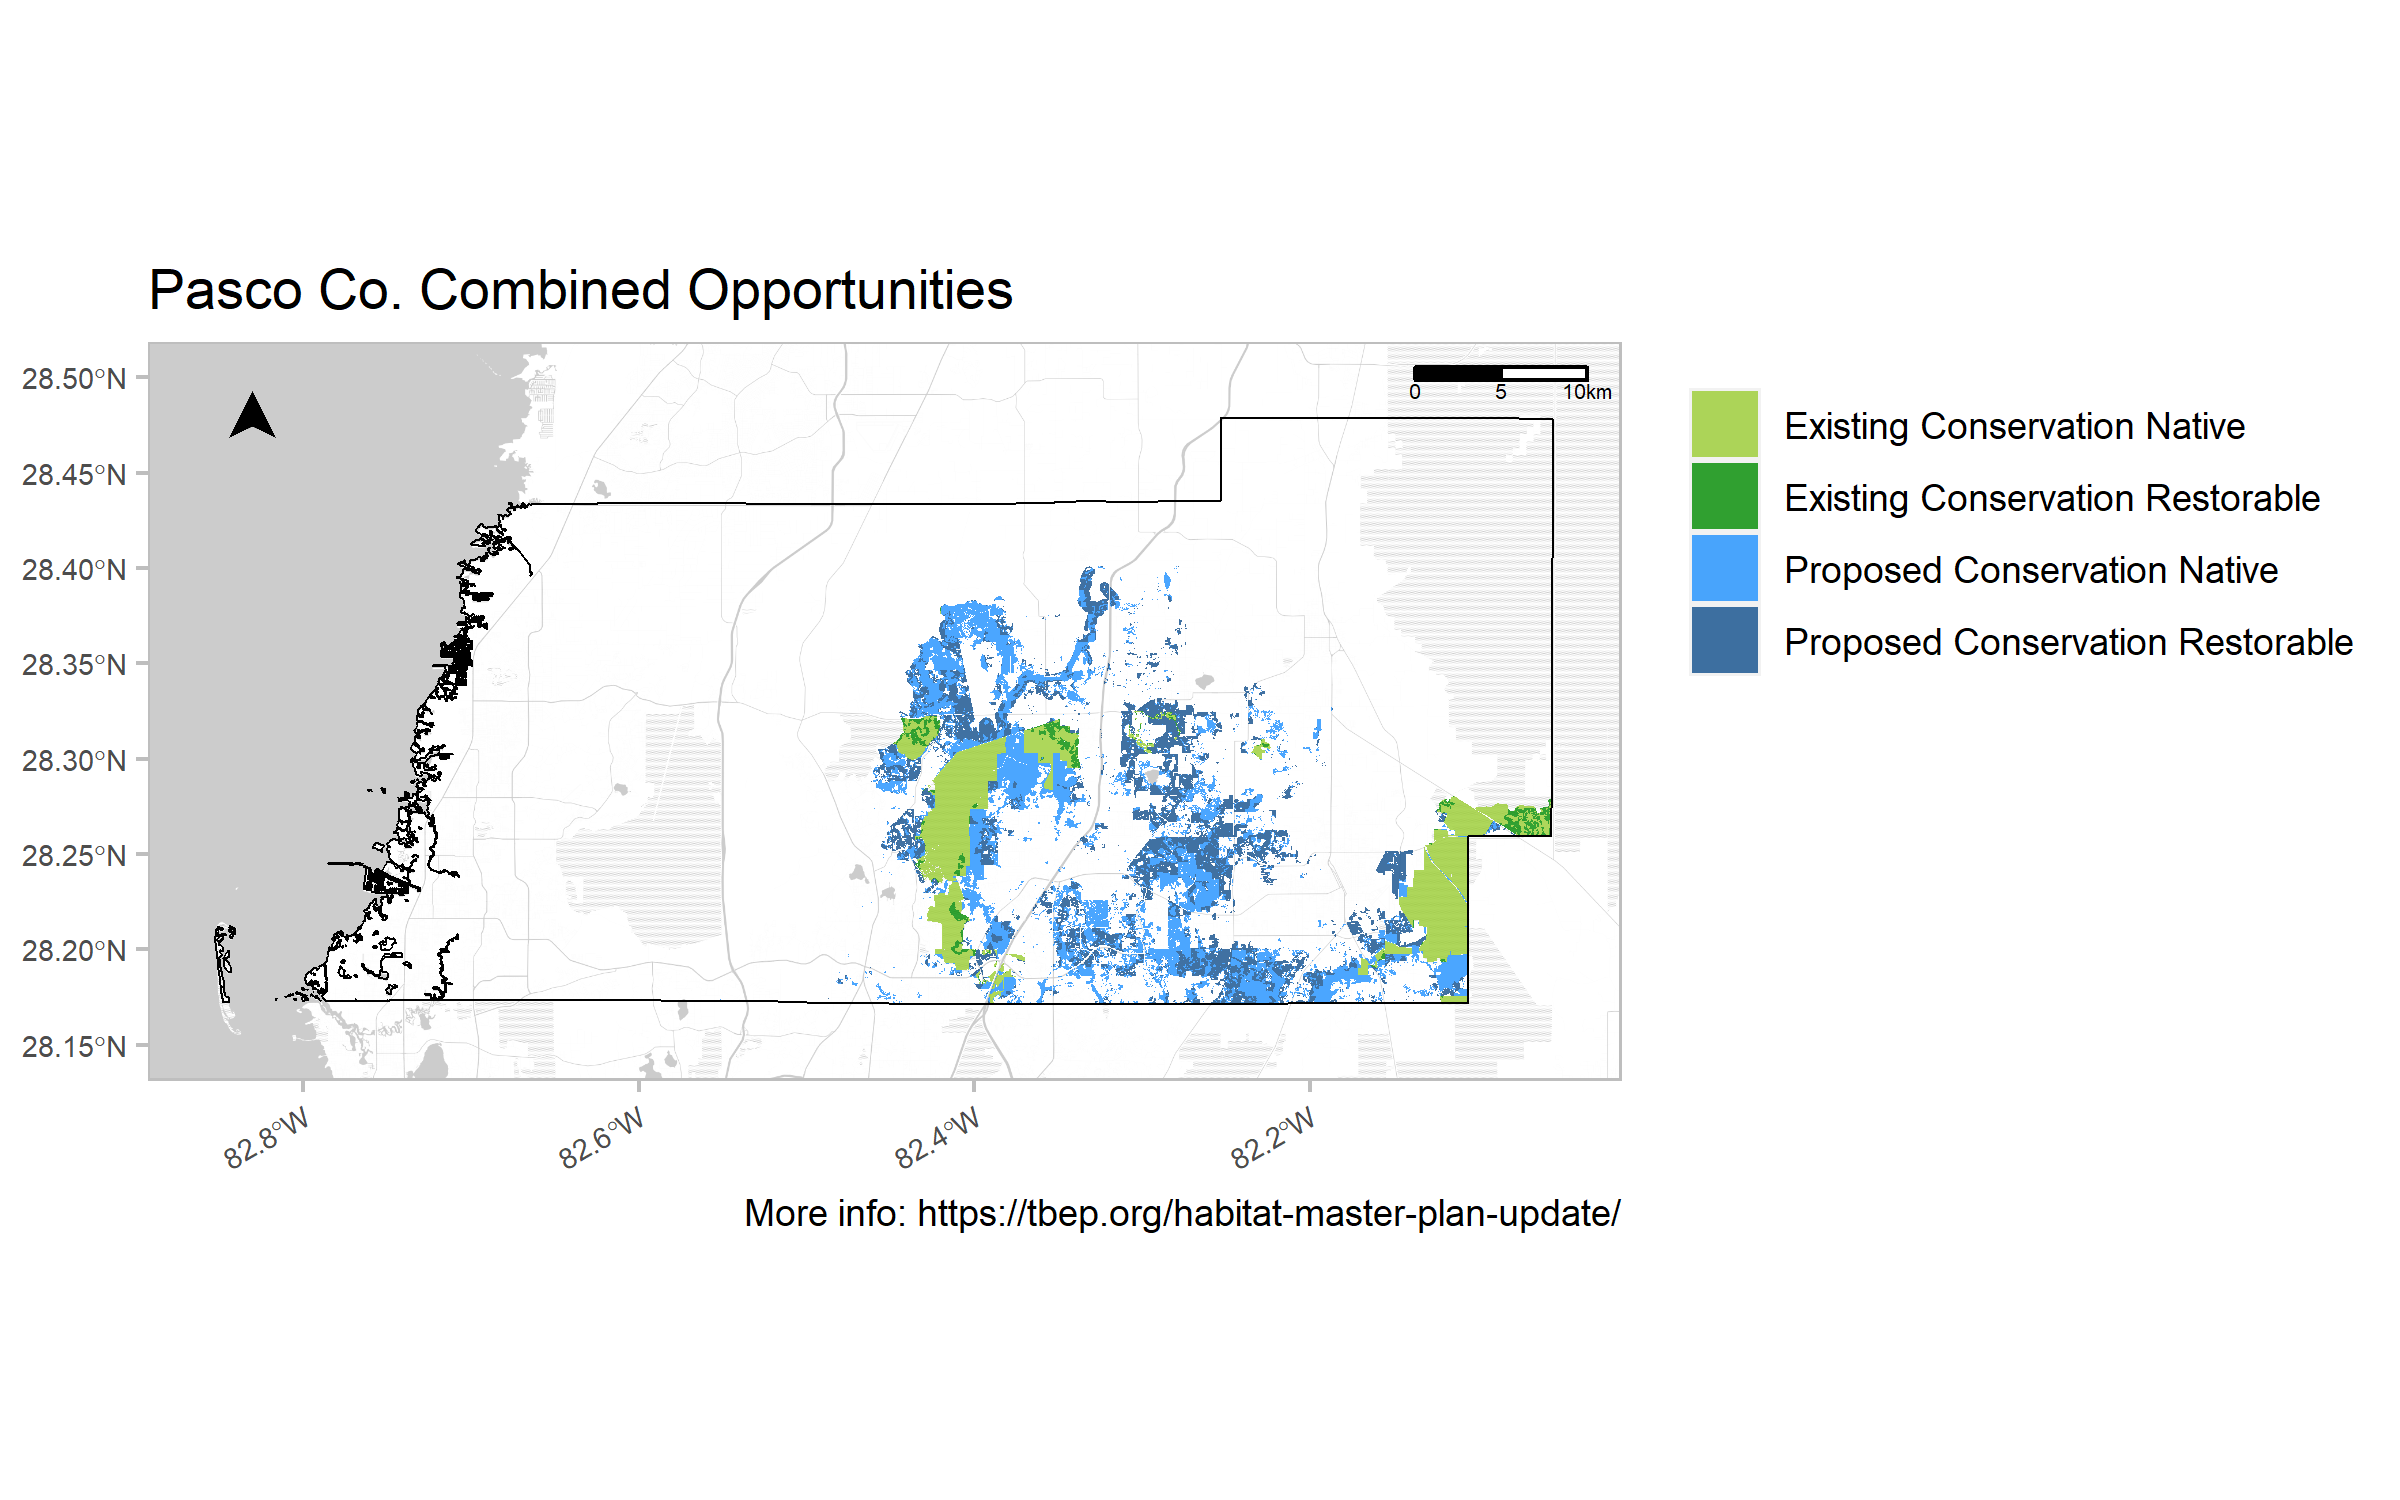 Pasco Co. Combined Opportunities
28.50°N
28.45°N
28.40°N
28.35°N
28.30°N
28.25°N
28.20°N
28.15°N
82.8°W
82.6°W
82.4°W
82.2°W
0 5 10km
Existing Conservation Native
Existing Conservation Restorable
Proposed Conservation Native
Proposed Conservation Restorable
More info: https://tbep.org/habitat-master-plan-update/